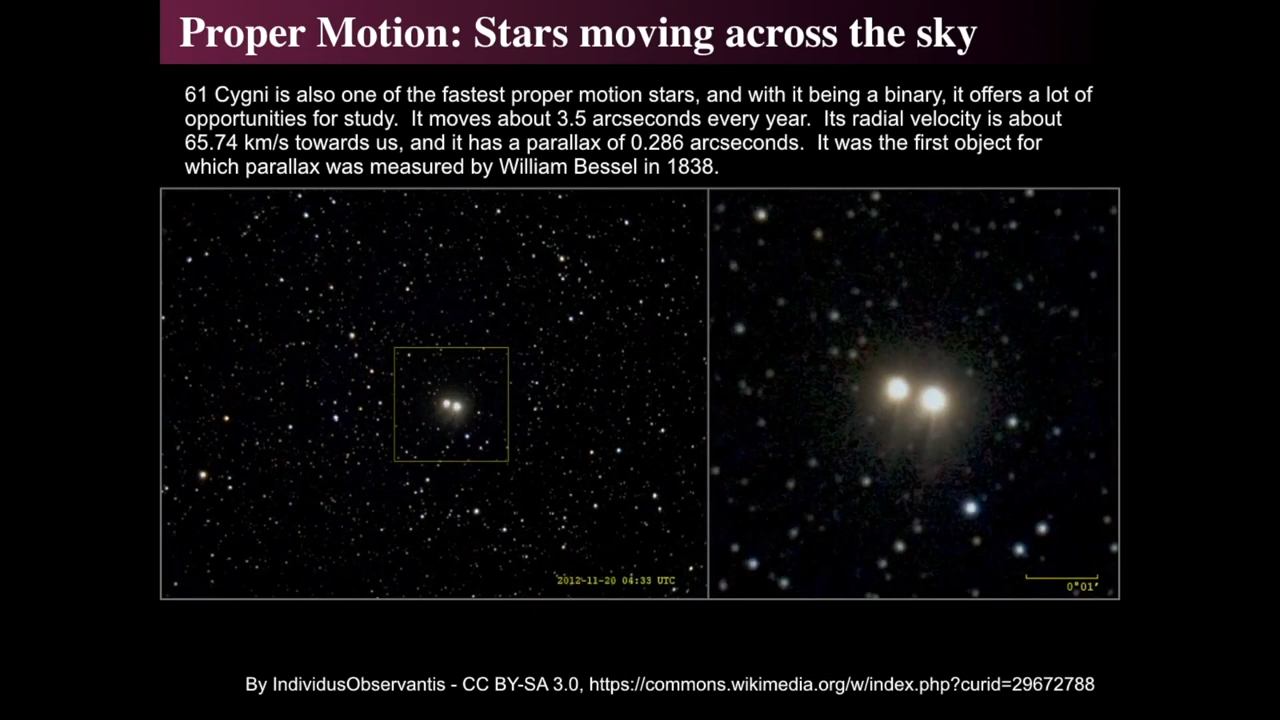 Proper Motion: Stars moving across the sky
61 Cygni is also one of the fastest proper motion stars, and with it being a binary, it offers a lot of
opportunities for study.  It moves about 3.5 arcseconds every year.  Its radial velocity is about
65.74 km/s towards us, and it has a parallax of 0.286 arcseconds.  It was the first object for
which parallax was measured by William Bessel in 1838.
2012-11-20 04:33 UTC
0°01'
By IndividusObservantis - CC BY-SA 3.0, https://commons.wikimedia.org/w/index.php?curid=29672788